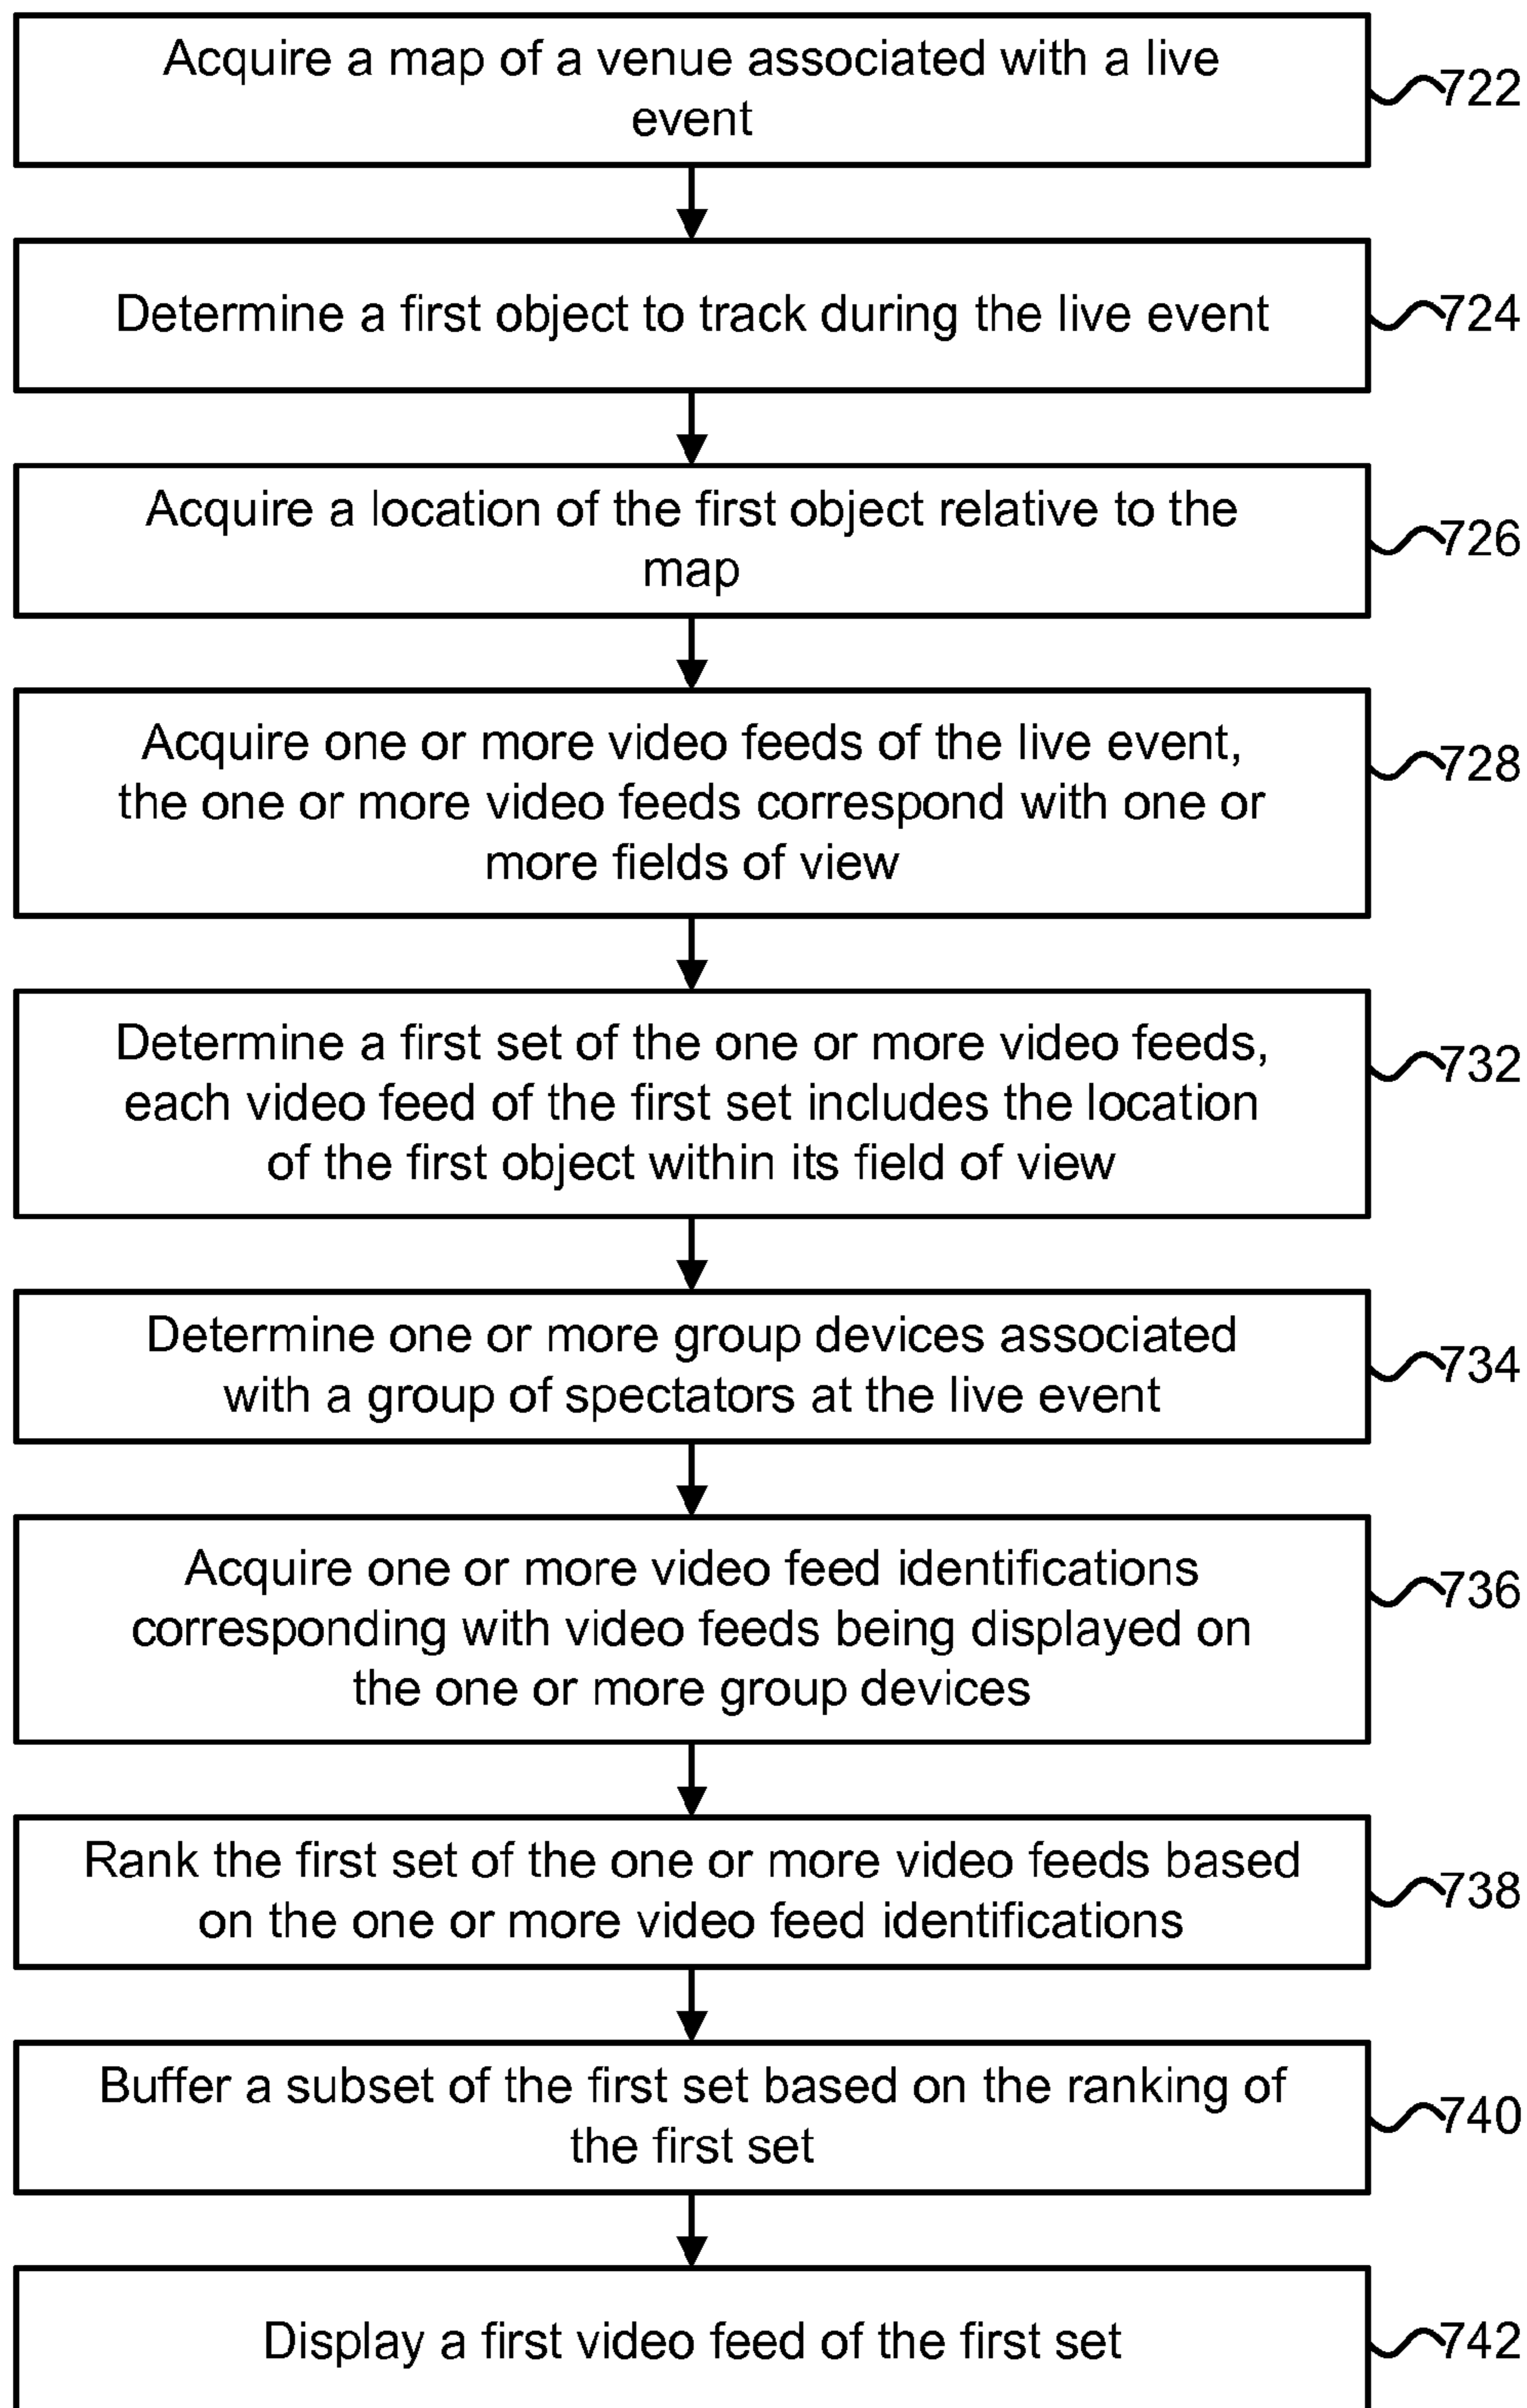 Acquire a map of a venue associated with a live
event
722
Determine a first object to track during the live event
724
Acquire a location of the first object relative to the
map
726
Acquire one or more video feeds of the live event,
the one or more video feeds correspond with one or
more fields of view
728
Determine a first set of the one or more video feeds,
each video feed of the first set includes the location
of the first object within its field of view
732
Determine one or more group devices associated
with a group of spectators at the live event
734
Acquire one or more video feed identifications
corresponding with video feeds being displayed on
the one or more group devices
736
Rank the first set of the one or more video feeds based
on the one or more video feed identifications
738
Buffer a subset of the first set based on the ranking of
the first set
740
Display a first video feed of the first set
742